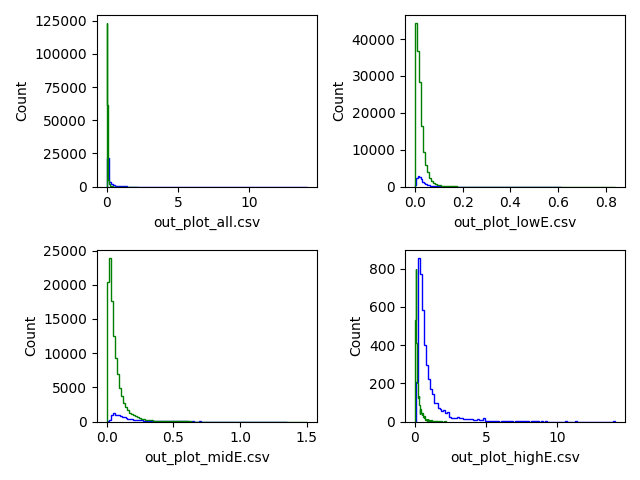 125000
100000
75000
50000
25000
0
Count
0 5 10
out_plot_all.csv
40000
30000
20000
10000
0
Count
0.0 0.2 0.4 0.6 0.8
out_plot_lowE.csv
25000
20000
15000
10000
5000
0
Count
0.0 0.5 1.0 1.5
out_plot_midE.csv
800
600
400
200
0
Count
0 5 10
out_plot_highE.csv